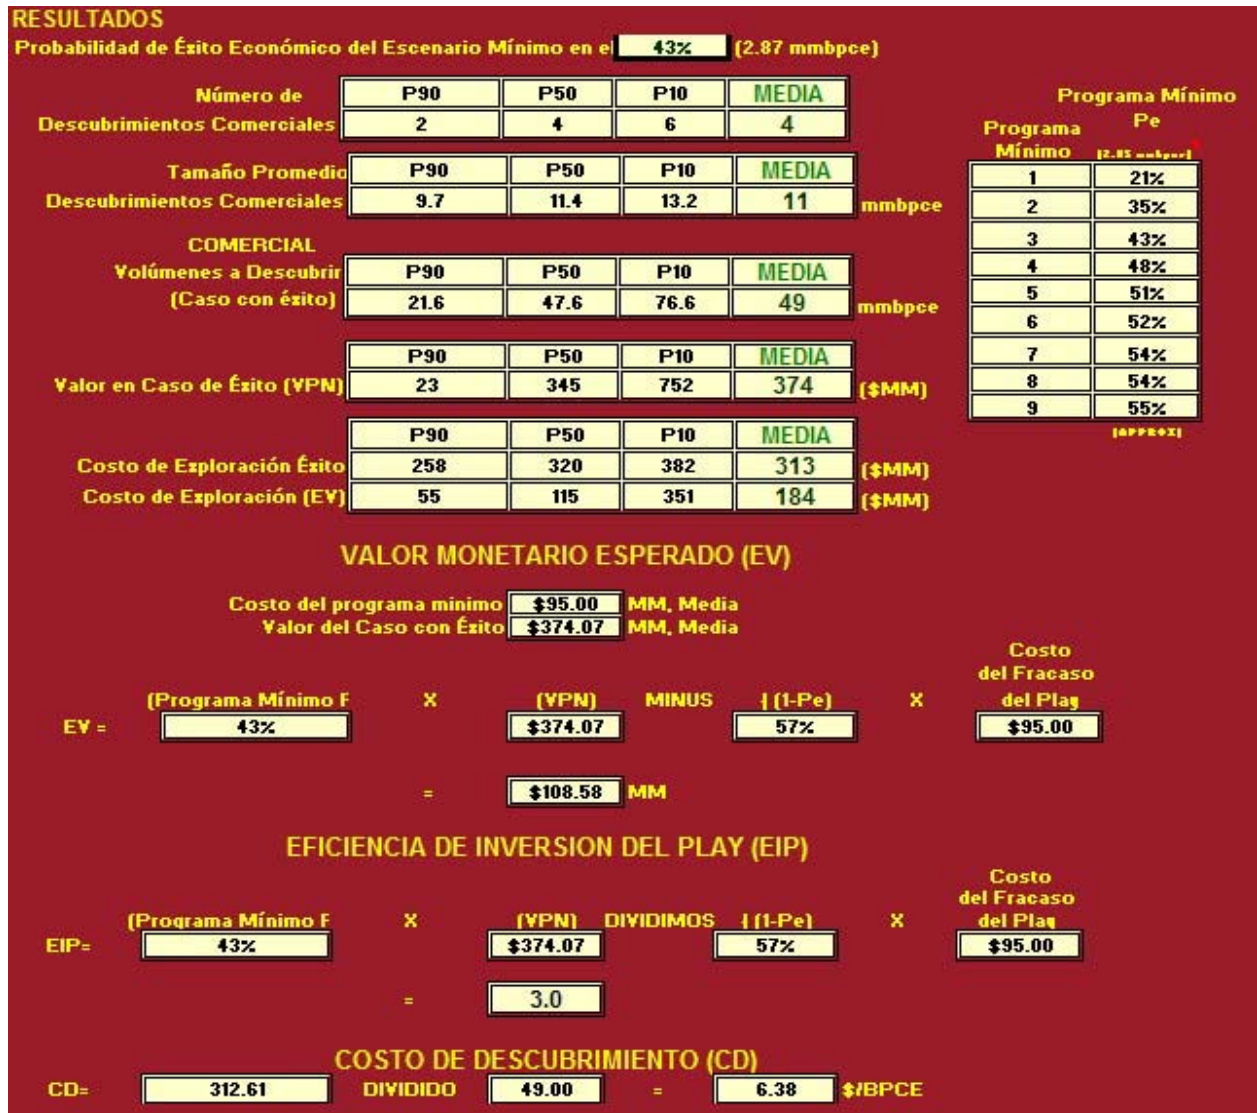 RESULTADOS
Probabilidad de Éxito Económico del Escenario Mínimo en el 43% (2.87 mmbpce)
Número de P90 P50 P10 MEDIA
Descubrimientos Comerciales 2 4 6 4
Tamaño Promedio P90 P50 P10 MEDIA
Descubrimientos Comerciales 9.7 11.4 13.2 11 mmbpce
COMERCIAL
Volúmenes a Descubrir P90 P50 P10 MEDIA
(Caso con éxito) 21.6 47.6 76.6 49 mmbpce
P90 P50 P10 MEDIA
Valor en Caso de Éxito (VPN) 23 345 752 374 ($MM)
P90 P50 P10 MEDIA
Costo de Exploración Éxito 258 320 382 313 ($MM)
Costo de Exploración (EV) 55 115 351 184 ($MM)
Programa Mínimo
Programa Pe
Mínimo
1 21%
2 35%
3 43%
4 48%
5 51%
6 52%
7 54%
8 54%
9 55%
(APPROX)
VALOR MONETARIO ESPERADO (EV)
Costo del programa minimo $95.00 MM, Media
Valor del Caso con Éxito $374.07 MM, Media
Costo
del Fracaso
(Programa Mínimo P X (VPN) MINUS (1-Pe) X del Play
EV = 43% $374.07 57% $95.00
= $108.58 MM
EFICIENCIA DE INVERSION DEL PLAY (EIP)
Costo
del Fracaso
(Programa Mínimo P X (VPN) DIVIDIMOS (1-Pe) X del Play
EIP= 43% $374.07 57% $95.00
= 3.0
COSTO DE DESCUBRIMIENTO (CD)
CD= 312.61 DIVIDIDO 49.00 = 6.38 $/BPCE